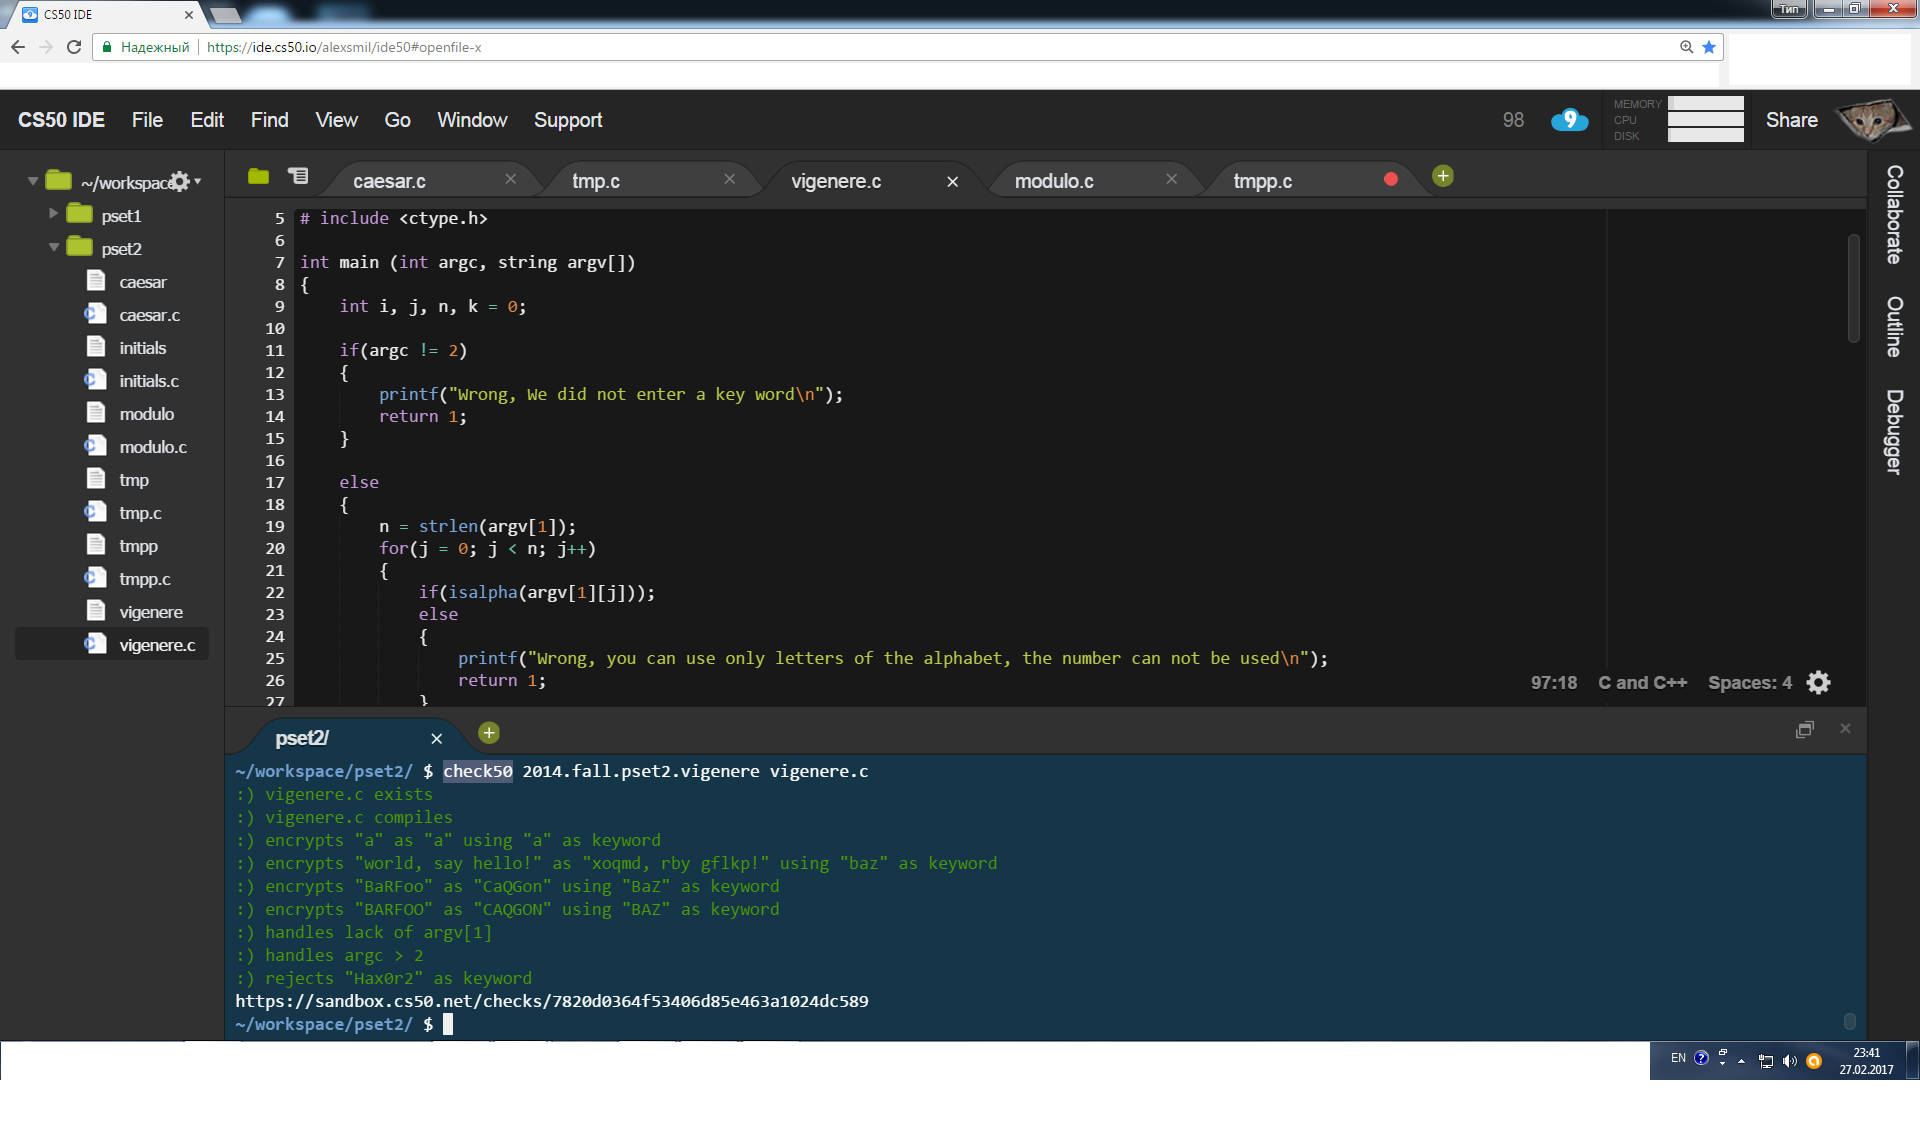 CS50 IDE
Тип
Надежный https://ide.cs50.io/alexsmil/ide50#openfile-x
CS50 IDE File Edit Find View Go Window Support 98 9 MEMORY CPU DISK Share
~/workspace
pset1
pset2
caesar
caesar.c
initials
initials.c
modulo
modulo.c
tmp
tmp.c
tmpp
tmpp.c
vigenere
vigenere.c
caesar.c tmp.c vigenere.c modulo.c tmpp.c
5 # include <ctype.h>
6
7 int main (int argc, string argv[])
8 {
9 int i, j, n, k = 0;
10
11 if(argc != 2)
12 {
13 printf("Wrong, We did not enter a key word\n");
14 return 1;
15 }
16
17 else
18 {
19 n = strlen(argv[1]);
20 for(j = 0; j < n; j++)
21 {
22 if(isalpha(argv[1][j]));
23 else
24 {
25 printf("Wrong, you can use only letters of the alphabet, the number can not be used\n");
26 return 1;
27 }
97:18 C and C++ Spaces: 4
Collaborate
Outline
Debugger
pset2/
~/workspace/pset2/ $ check50 2014.fall.pset2.vigenere vigenere.c
:) vigenere.c exists
:) vigenere.c compiles
:) encrypts "a" as "a" using "a" as keyword
:) encrypts "world, say hello!" as "xoqmd, rby gflkp!" using "baz" as keyword
:) encrypts "BaRFoo" as "CaQGon" using "BaZ" as keyword
:) encrypts "BARFOO" as "CAQGON" using "BAZ" as keyword
:) handles lack of argv[1]
:) handles argc > 2
:) rejects "Hax0r2" as keyword
https://sandbox.cs50.net/checks/7820d0364f53406d85e463a1024dc589
~/workspace/pset2/ $
EN 23:41
27.02.2017